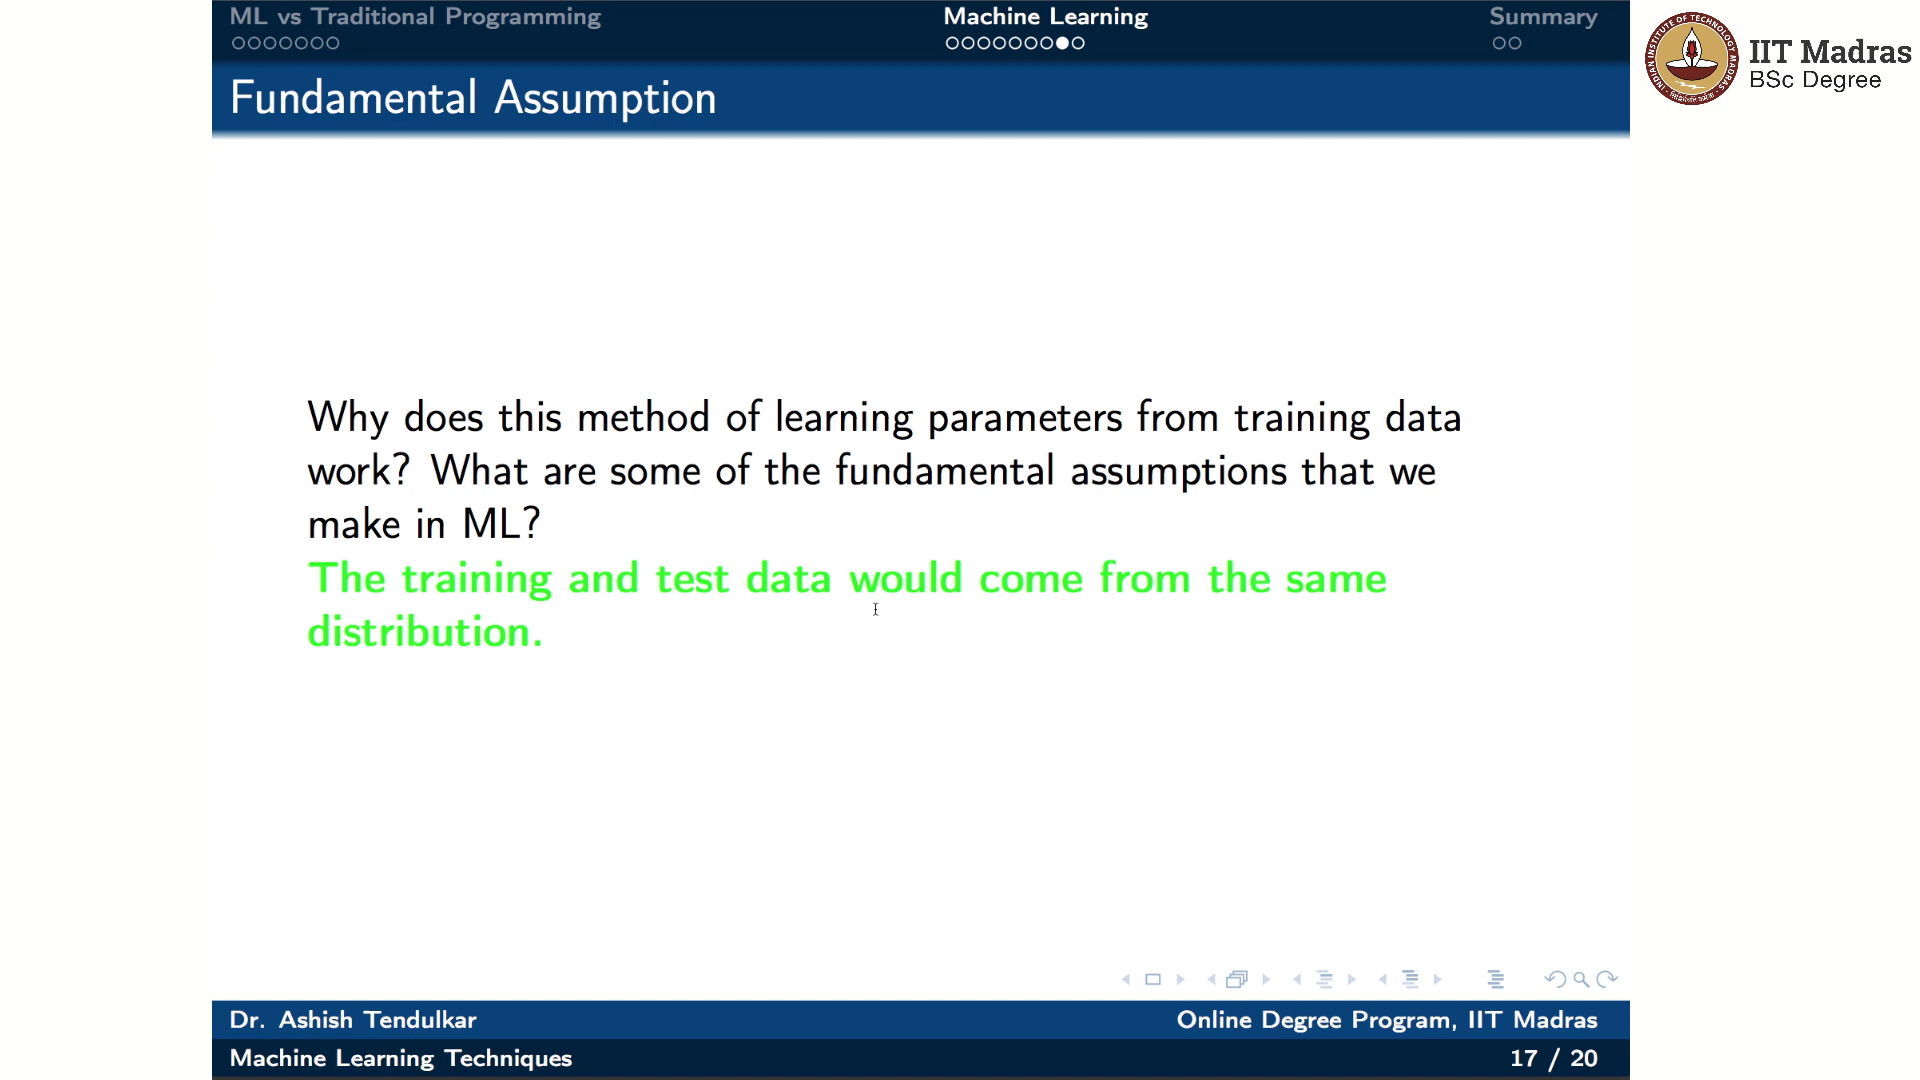 ML vs Traditional Programming
Machine Learning
Summary
IIT Madras
BSc Degree
Fundamental Assumption
Why does this method of learning parameters from training data
work? What are some of the fundamental assumptions that we
make in ML?
The training and test data would come from the same
distribution.
Dr. Ashish Tendulkar
Online Degree Program, IIT Madras
Machine Learning Techniques
17 / 20